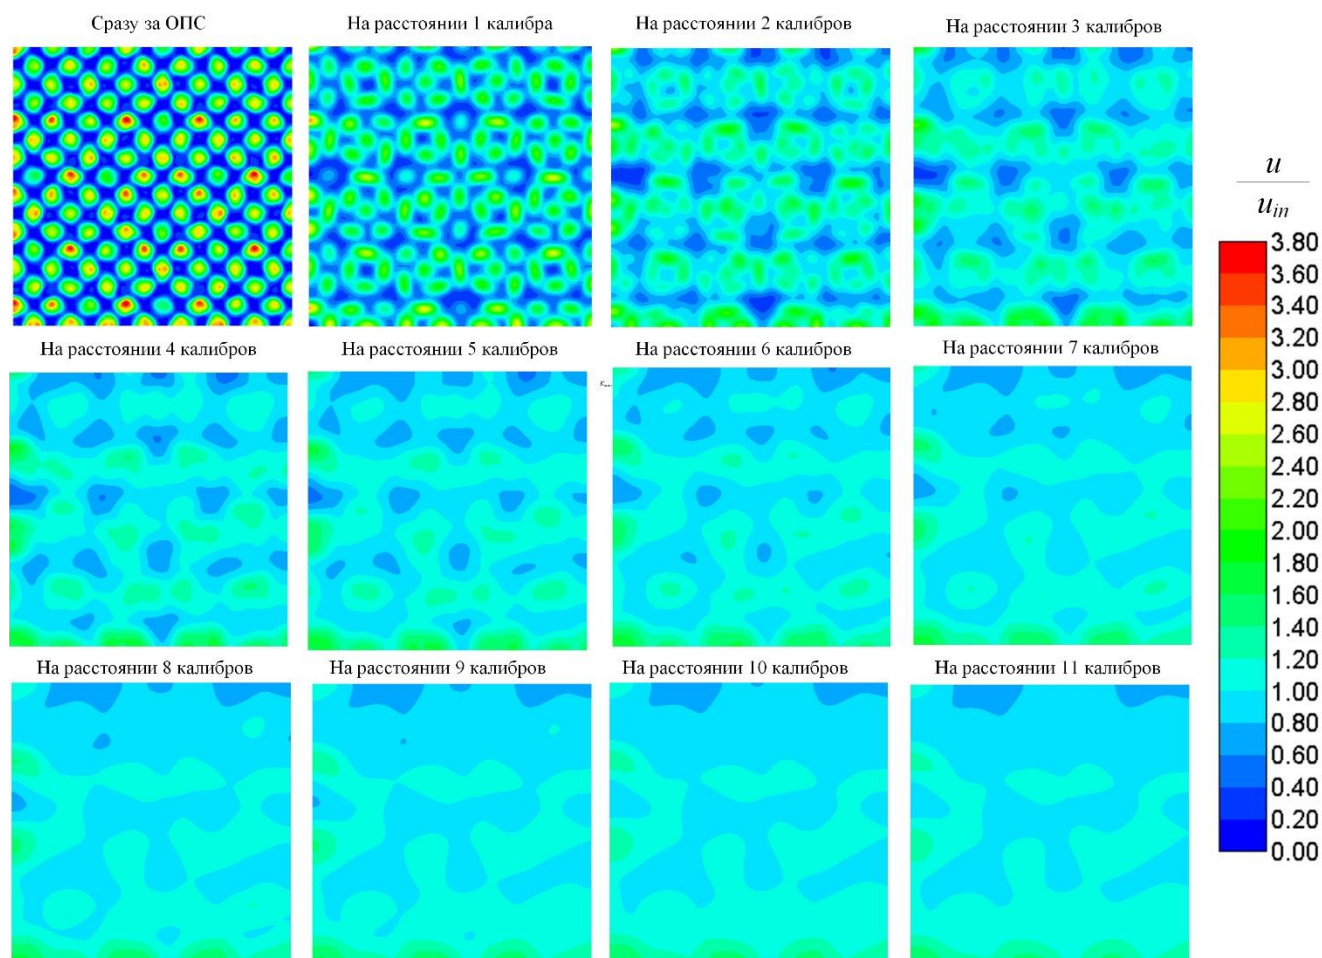 Сразу за ОПС
На расстоянии 1 калибра
На расстоянии 2 калибров
На расстоянии 3 калибров
u
u_in
3.80
3.60
3.40
3.20
3.00
2.80
2.60
2.40
2.20
2.00
1.80
1.60
1.40
1.20
1.00
0.80
0.60
0.40
0.20
0.00
На расстоянии 4 калибров
На расстоянии 5 калибров
На расстоянии 6 калибров
На расстоянии 7 калибров
На расстоянии 8 калибров
На расстоянии 9 калибров
На расстоянии 10 калибров
На расстоянии 11 калибров